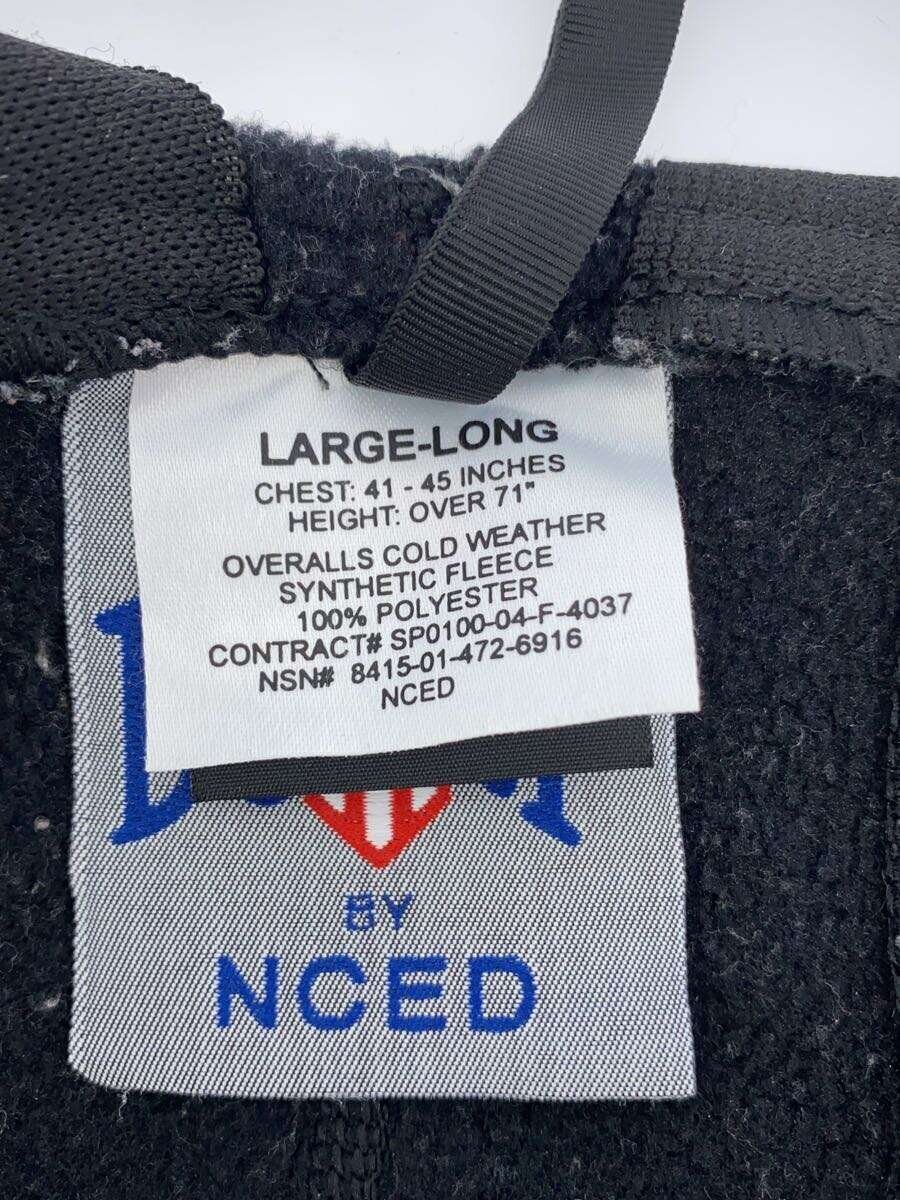 LARGE-LONG
CHEST: 41 - 45 INCHES
HEIGHT: OVER 71"
OVERALLS COLD WEATHER
SYNTHETIC FLEECE
100% POLYESTER
CONTRACT# SP0100-04-F-4037
NSN# 8415-01-472-6916
NCED
BY
NCED